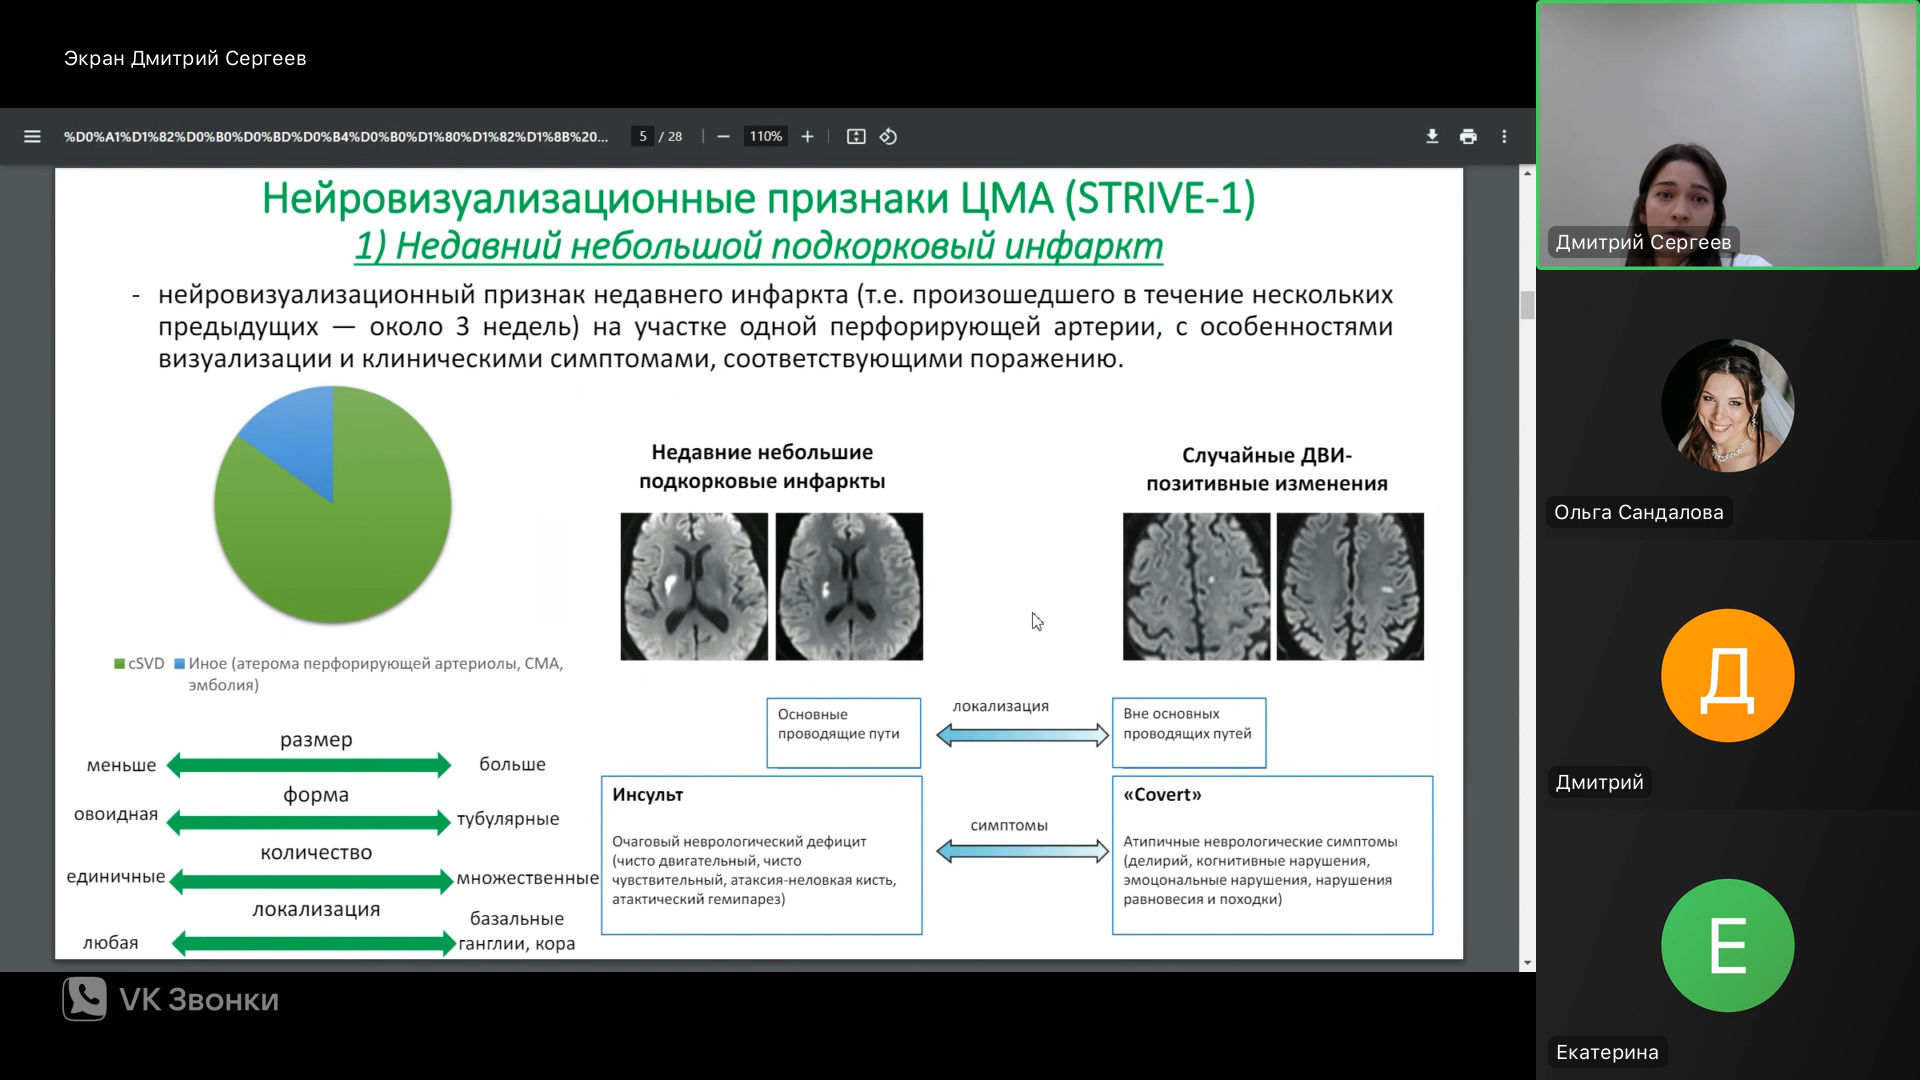 Экран Дмитрий Сергеев
%D0%A1%D1%82%D0%B0%D0%BD%D0%B4%D0%B0%D1%80%D1%82%D1%8B%20...
5 / 28
110%
Нейровизуализационные признаки ЦМА (STRIVE-1)
1) Недавний небольшой подкорковый инфаркт
- нейровизуализационный признак недавнего инфаркта (т.е. произошедшего в течение нескольких
предыдущих — около 3 недель) на участке одной перфорирующей артерии, с особенностями
визуализации и клиническими симптомами, соответствующими поражению.
cSVD
Иное (атерома перфорирующей артериолы, СМА,
эмболия)
размер
меньше
больше
форма
овоидная
тубулярные
количество
единичные
множественные
локализация
любая
базальные
ганглии, кора
Недавние небольшие
подкорковые инфаркты
Случайные ДВИ-
позитивные изменения
Основные
проводящие пути
локализация
Вне основных
проводящих путей
Инсульт
Очаговый неврологический дефицит
(чисто двигательный, чисто
чувствительный, атаксия-неловкая кисть,
атактический гемипарез)
симптомы
«Covert»
Атипичные неврологические симптомы
(делирий, когнитивные нарушения,
эмоцональные нарушения, нарушения
равновесия и походки)
VK Звонки
Дмитрий Сергеев
Ольга Сандалова
Д
Дмитрий
Е
Екатерина